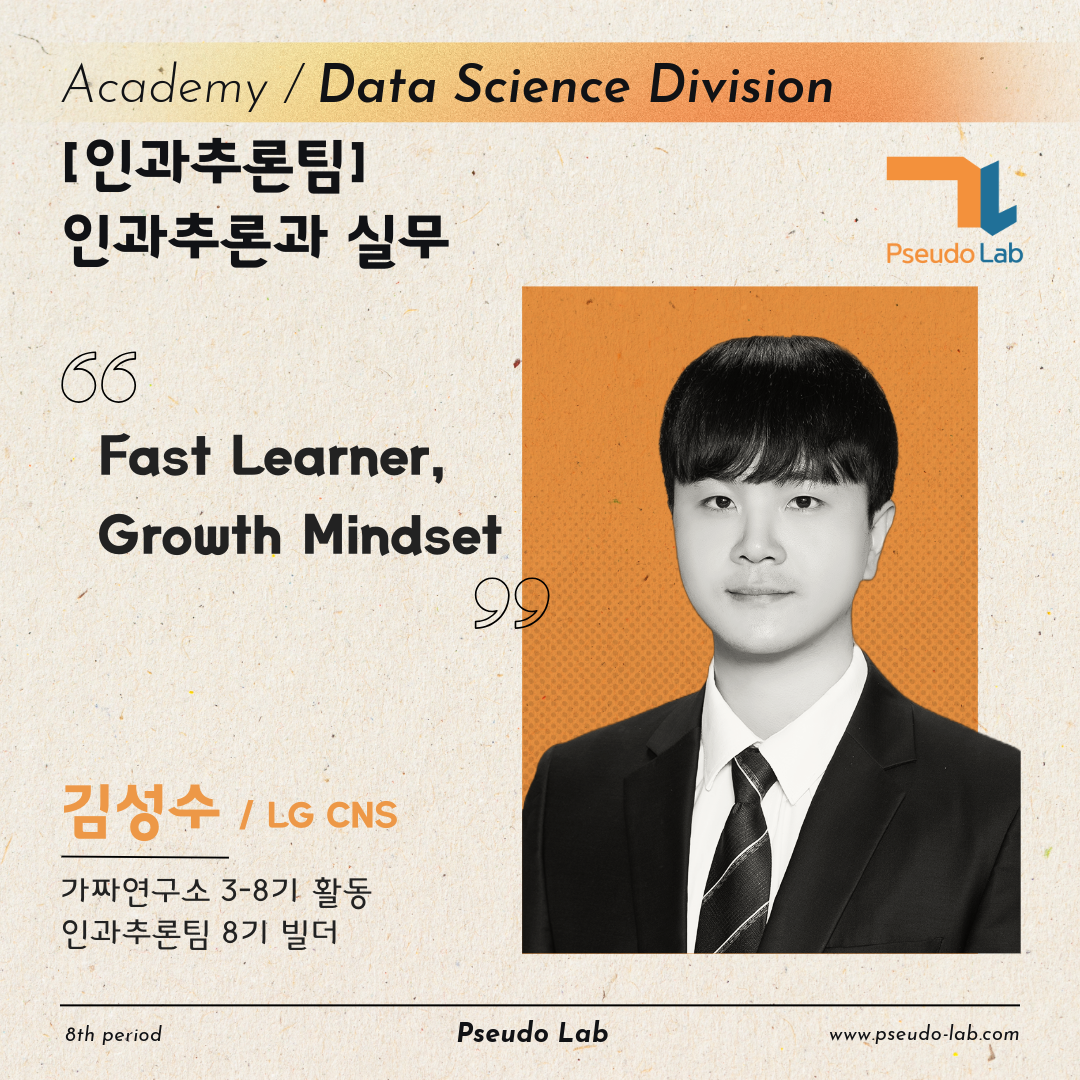 Academy / Data Science Division
[인과추론팀]
인과추론과 실무
Pseudo Lab
“
Fast Learner,
Growth Mindset
”
김성수 / LG CNS
가짜연구소 3-8기 활동
인과추론팀 8기 빌더
8th period
Pseudo Lab
www.pseudo-lab.com